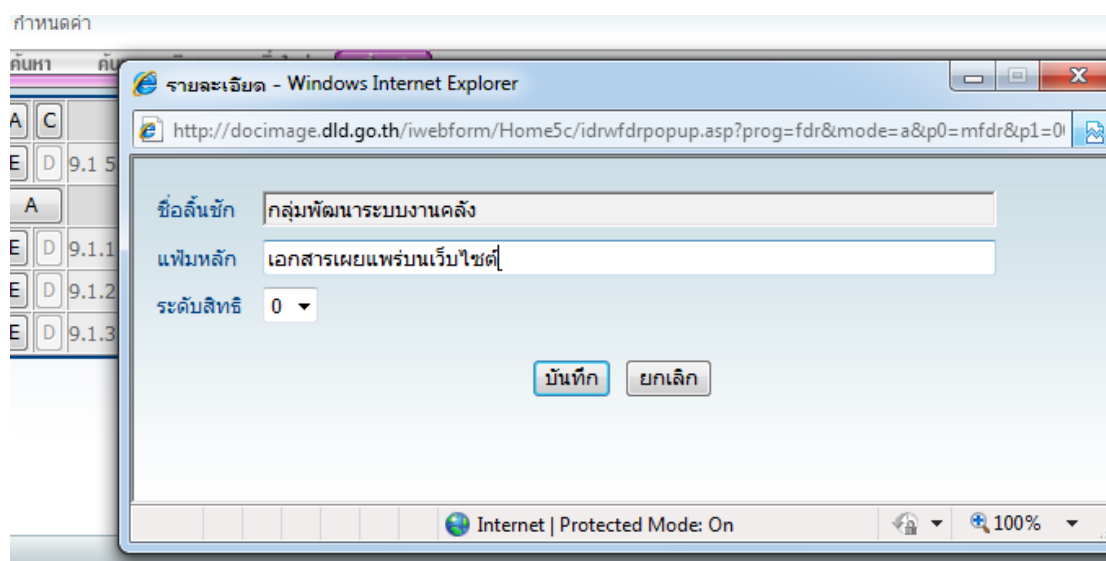 กำหนดค่า
ค้นหา
รายละเอียด - Windows Internet Explorer
A C
http://docimage.dld.go.th/iwebform/Home5c/idrwfdrpopup.asp?prog=fdr&mode=a&p0=mfdr&p1=0
E D 9.1 5
ชื่อลิ้นชัก กลุ่มพัฒนาระบบงานคลัง
A
แฟ้มหลัก เอกสารเผยแพร่บนเว็บไซต์
E D 9.1.1
ระดับสิทธิ 0
E D 9.1.2
E D 9.1.3
บันทึก ยกเลิก
Internet | Protected Mode: On 100%